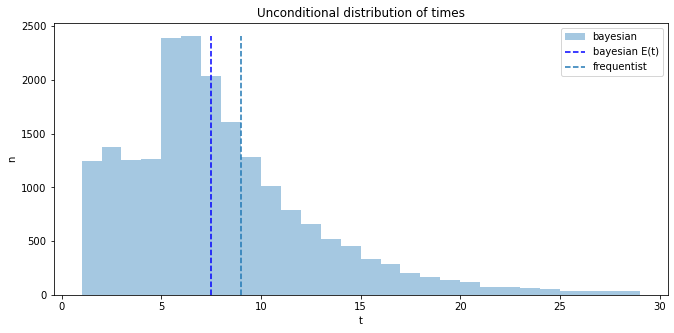 Unconditional distribution of times
bayesian
bayesian E(t)
frequentist
n
2500
2000
1500
1000
500
0
0 5 10 15 20 25 30
t